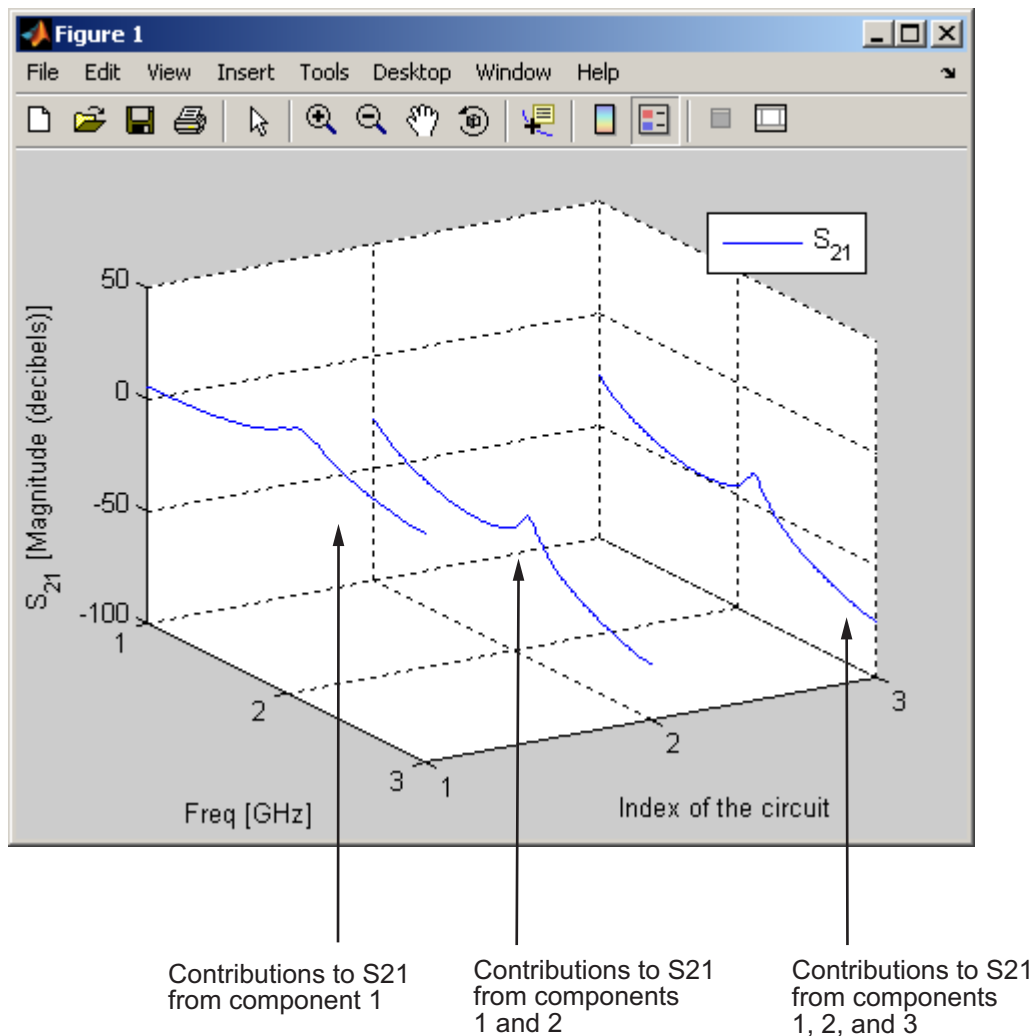 Figure 1
File Edit View Insert Tools Desktop Window Help
S21
50
0
-50
-100
S21 [Magnitude (decibels)]
1
2
3
Freq [GHz]
1
2
3
Index of the circuit
Contributions to S21
from component 1
Contributions to S21
from components
1 and 2
Contributions to S21
from components
1, 2, and 3